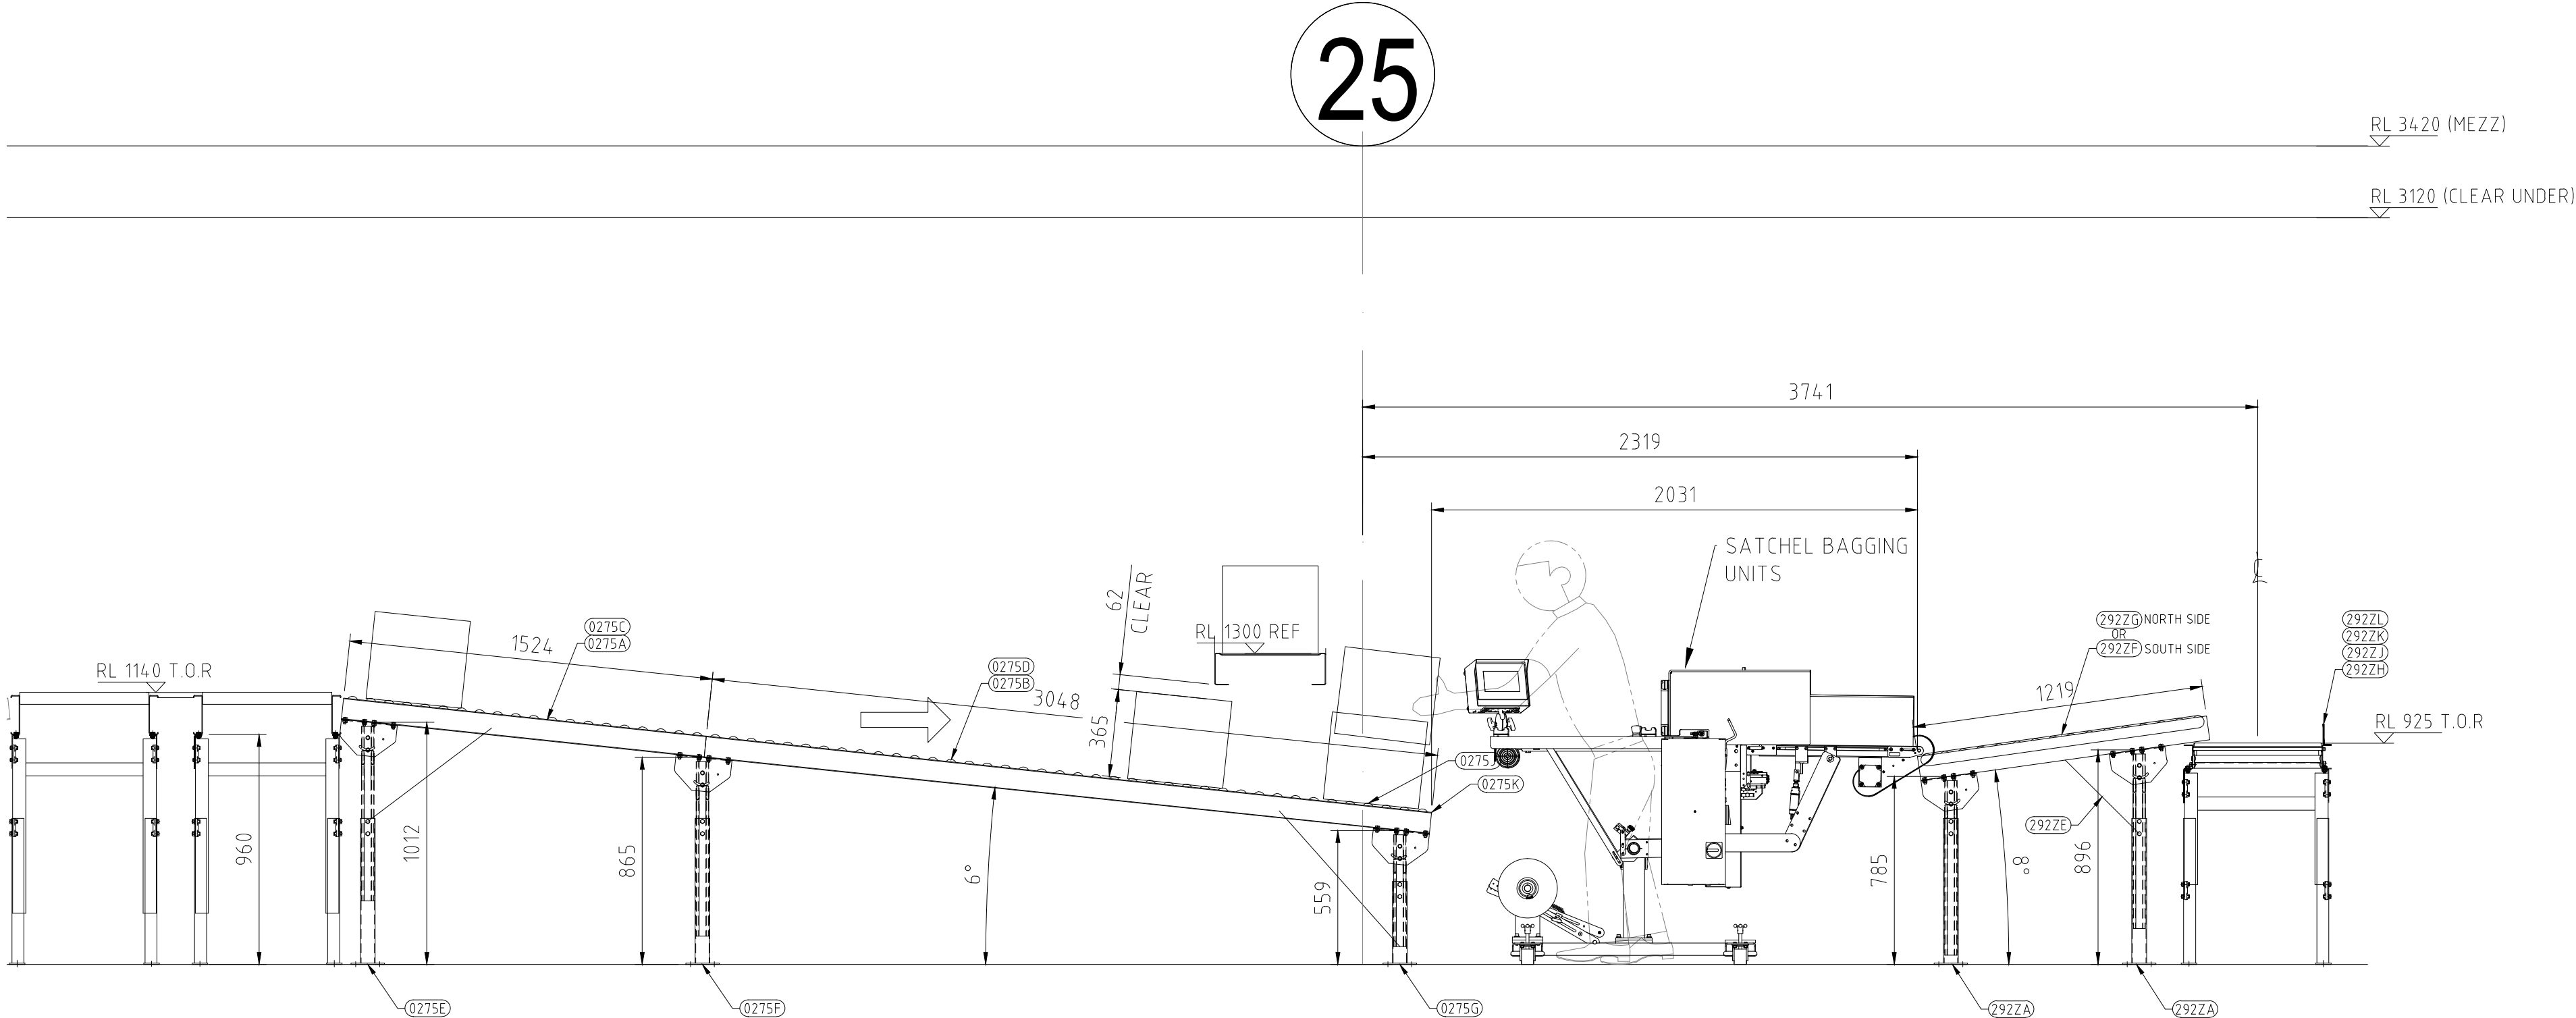 25
RL 3420 (MEZZ)
RL 3120 (CLEAR UNDER)
3741
2319
2031
SATCHEL BAGGING
UNITS
62
CLEAR
RL 1300 REF
RL 1140 T.O.R
1524
0275C
0275A
0275D
0275B
3048
365
0275J
0275K
292ZG NORTH SIDE
OR
292ZF SOUTH SIDE
1219
292ZL
292ZK
292ZJ
292ZH
RL 925 T.O.R
960
1012
865
6°
559
785
8°
896
292ZE
0275E
0275F
0275G
292ZA
292ZA
℄